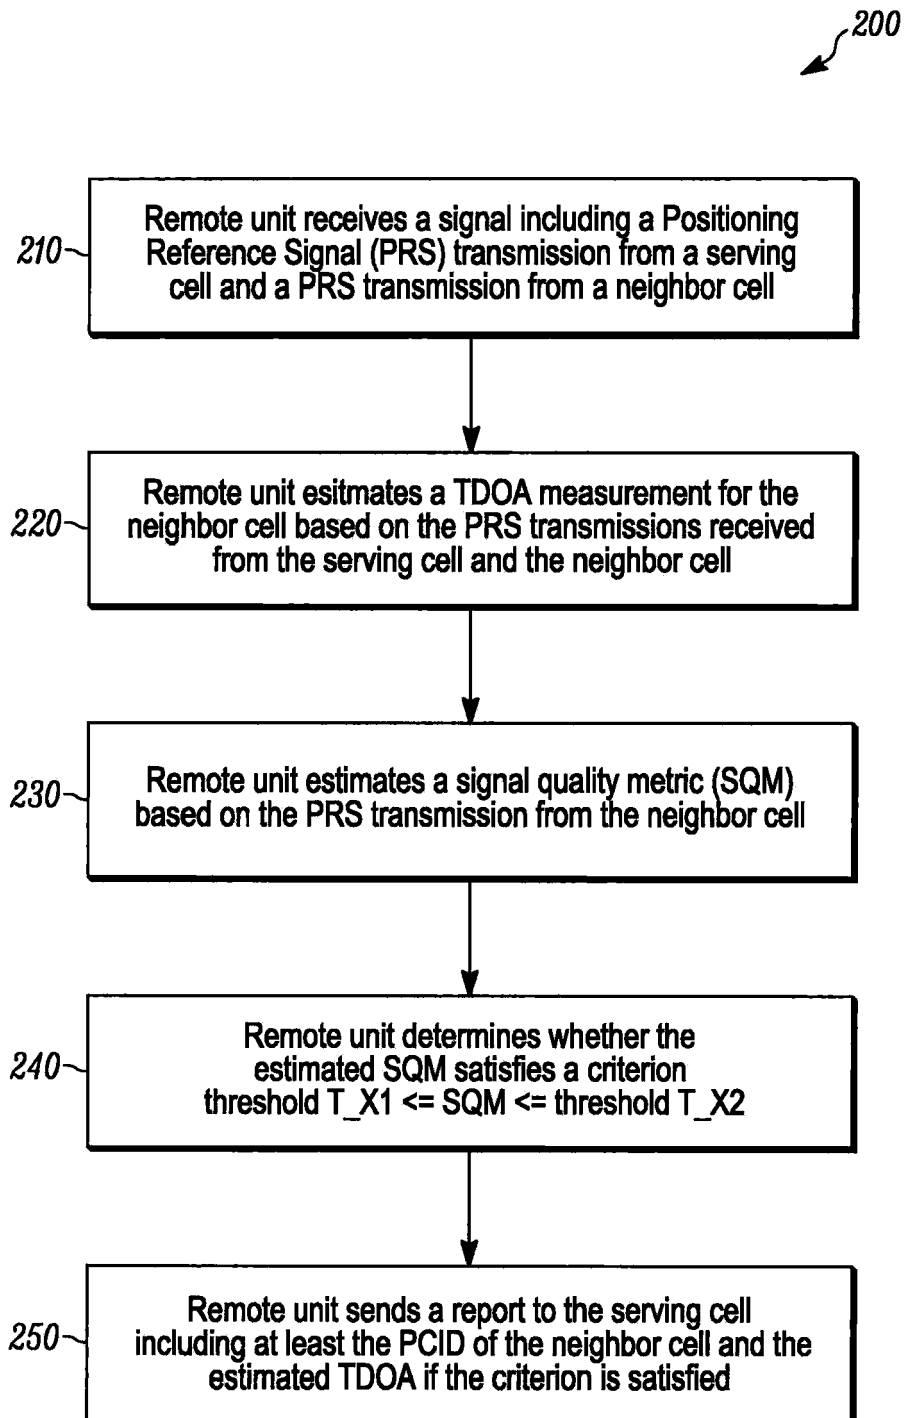 200
210
Remote unit receives a signal including a Positioning
Reference Signal (PRS) transmission from a serving
cell and a PRS transmission from a neighbor cell
220
Remote unit esitmates a TDOA measurement for the
neighbor cell based on the PRS transmissions received
from the serving cell and the neighbor cell
230
Remote unit estimates a signal quality metric (SQM)
based on the PRS transmission from the neighbor cell
240
Remote unit determines whether the
estimated SQM satisfies a criterion
threshold T_X1 <= SQM <= threshold T_X2
250
Remote unit sends a report to the serving cell
including at least the PCID of the neighbor cell and the
estimated TDOA if the criterion is satisfied